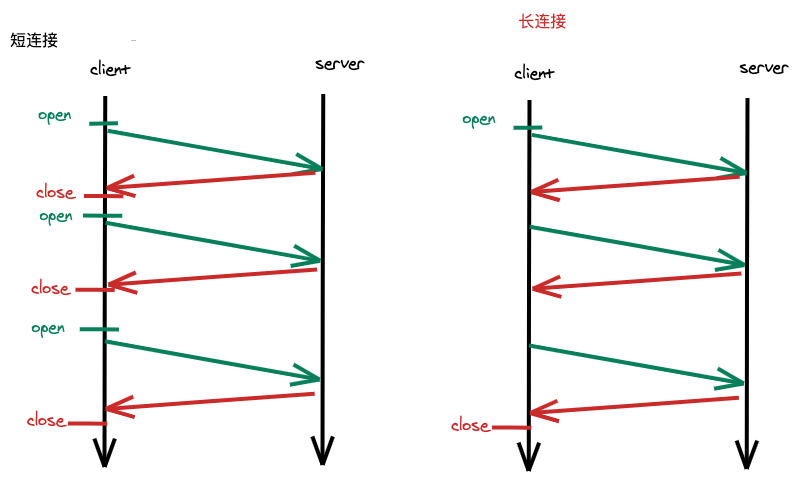 短连接
client
server
open
close
open
close
open
close
长连接
client
server
open
close